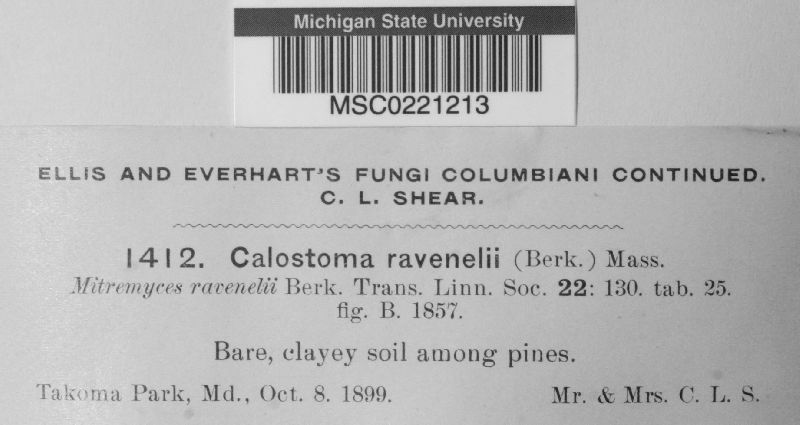 Michigan State University
MSC0221213
ELLIS AND EVERHART'S FUNGI COLUMBIANI CONTINUED.
C. L. SHEAR.
1412. Calostoma ravenelii (Berk.) Mass.
Mitremyces ravenelii Berk. Trans. Linn. Soc. 22: 130. tab. 25.
fig. B. 1857.
Bare, clayey soil among pines.
Takoma Park, Md., Oct. 8. 1899. Mr. & Mrs. C. L. S.